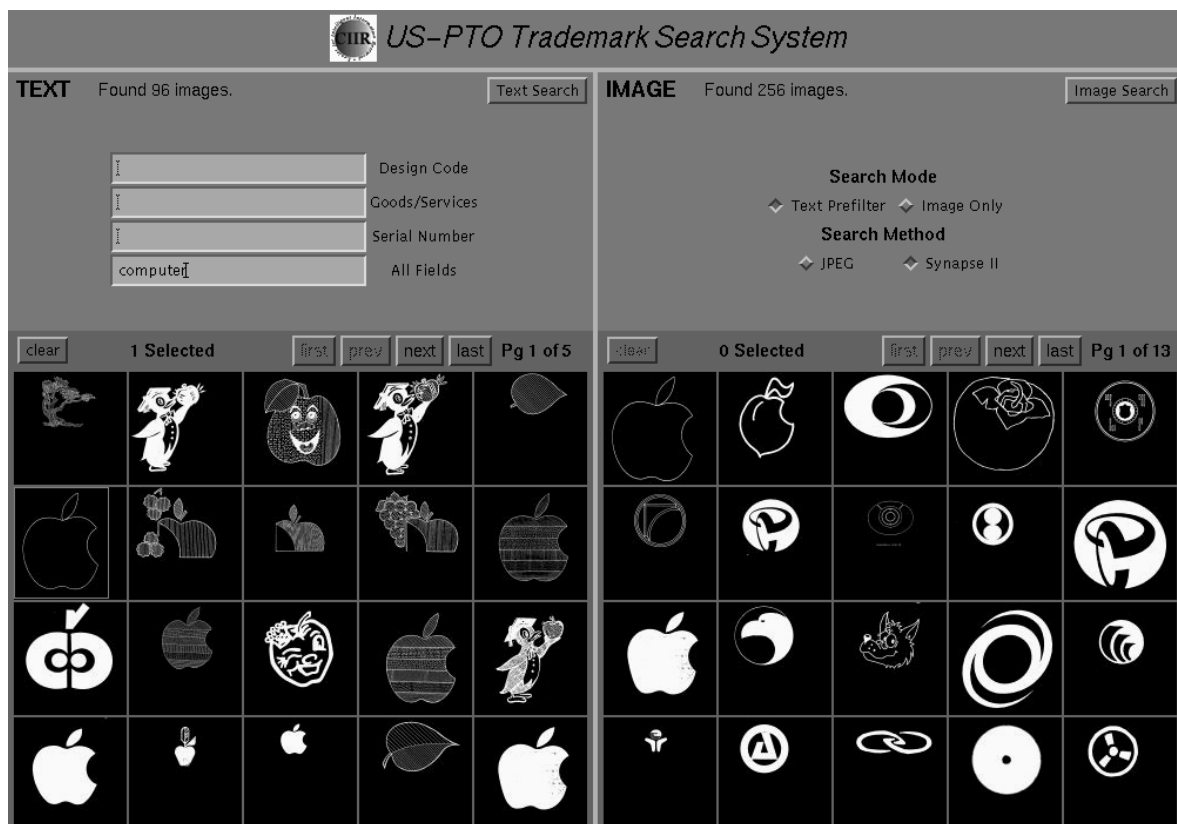 CIIR
US-PTO Trademark Search System
TEXT Found 96 images. Text Search
Design Code
Goods/Services
Serial Number
computer All Fields
clear 1 Selected first prev next last Pg 1 of 5
IMAGE Found 256 images. Image Search
Search Mode
Text Prefilter Image Only
Search Method
JPEG Synapse II
clear 0 Selected first prev next last Pg 1 of 13